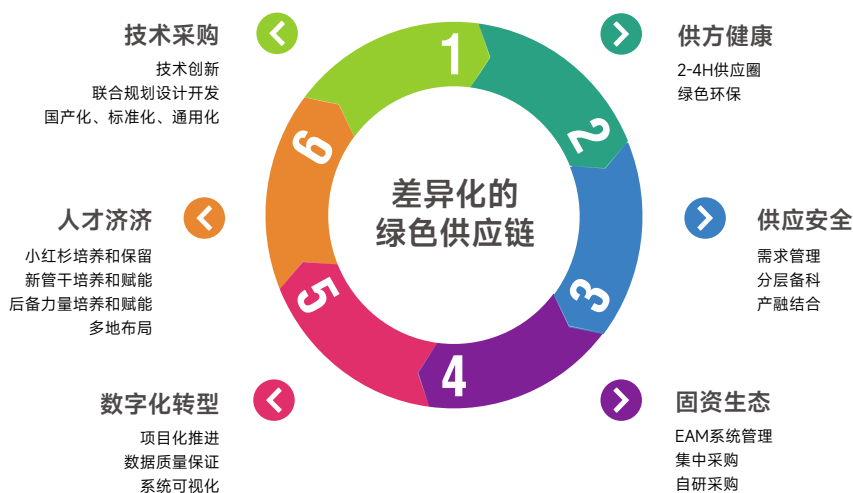 技术采购
技术创新
联合规划设计开发
国产化、标准化、通用化
供方健康
2-4H供应圈
绿色环保
人才济济
小红杉培养和保留
新管干培养和赋能
后备力量培养和赋能
多地布局
差异化的
绿色供应链
1
2
3
4
5
6
供应安全
需求管理
分层备科
产融结合
数字化转型
项目化推进
数据质量保证
系统可视化
固资生态
EAM系统管理
集中采购
自研采购